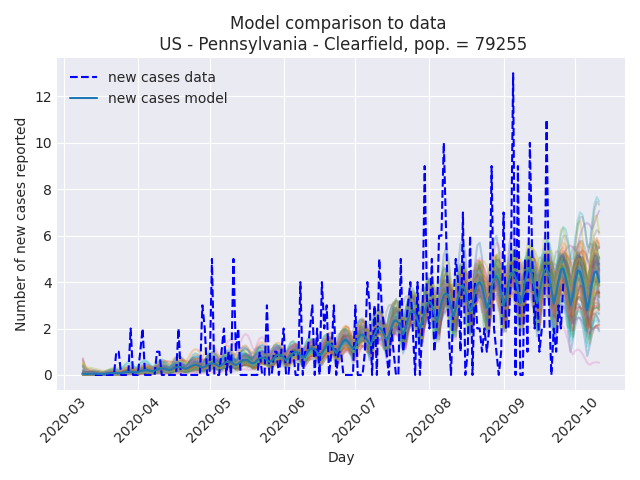 Model comparison to data
US - Pennsylvania - Clearfield, pop. = 79255
new cases data
new cases model
Number of new cases reported
12
10
8
6
4
2
0
2020-03
2020-04
2020-05
2020-06
2020-07
2020-08
2020-09
2020-10
Day